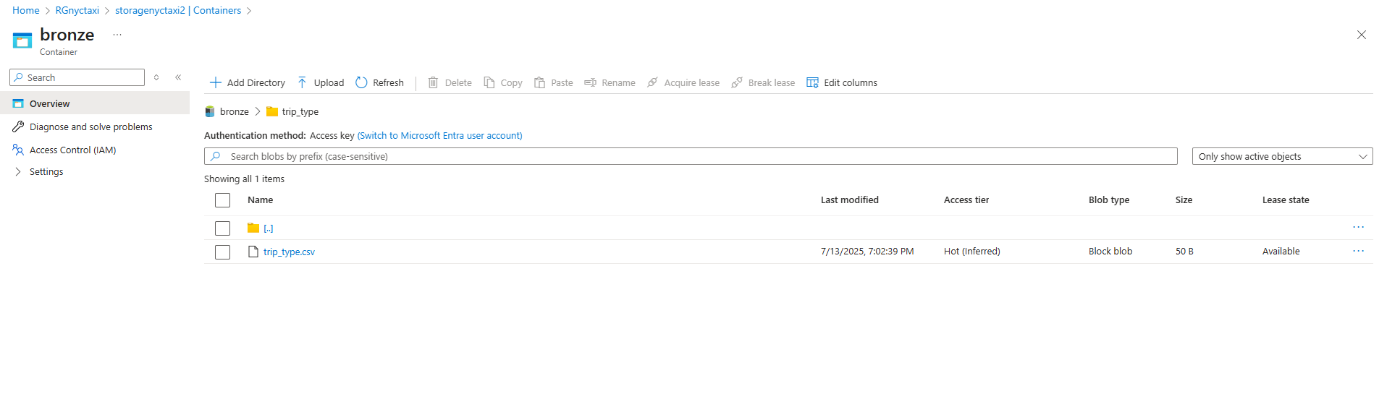 Home > RGnyctaxi > storagenyctaxi2 | Containers >
bronze ...
Container
Search
Overview
Diagnose and solve problems
Access Control (IAM)
Settings
Add Directory Upload Refresh Delete Copy Paste Rename Acquire lease Break lease Edit columns
bronze > trip_type
Authentication method: Access key (Switch to Microsoft Entra user account)
Search blobs by prefix (case-sensitive) Only show active objects
Showing all 1 items
Name Last modified Access tier Blob type Size Lease state
[..] ...
trip_type.csv 7/13/2025, 7:02:39 PM Hot (Inferred) Block blob 50 B Available ...